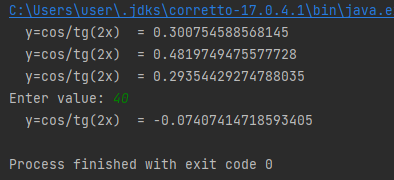 C:\Users\user\.jdks\corretto-17.0.4.1\bin\java.e
y=cos/tg(2x)  = 0.300754588568145
y=cos/tg(2x)  = 0.4819749475577728
y=cos/tg(2x)  = 0.29354429274788035
Enter value: 40
y=cos/tg(2x)  = -0.07407414718593405
Process finished with exit code 0